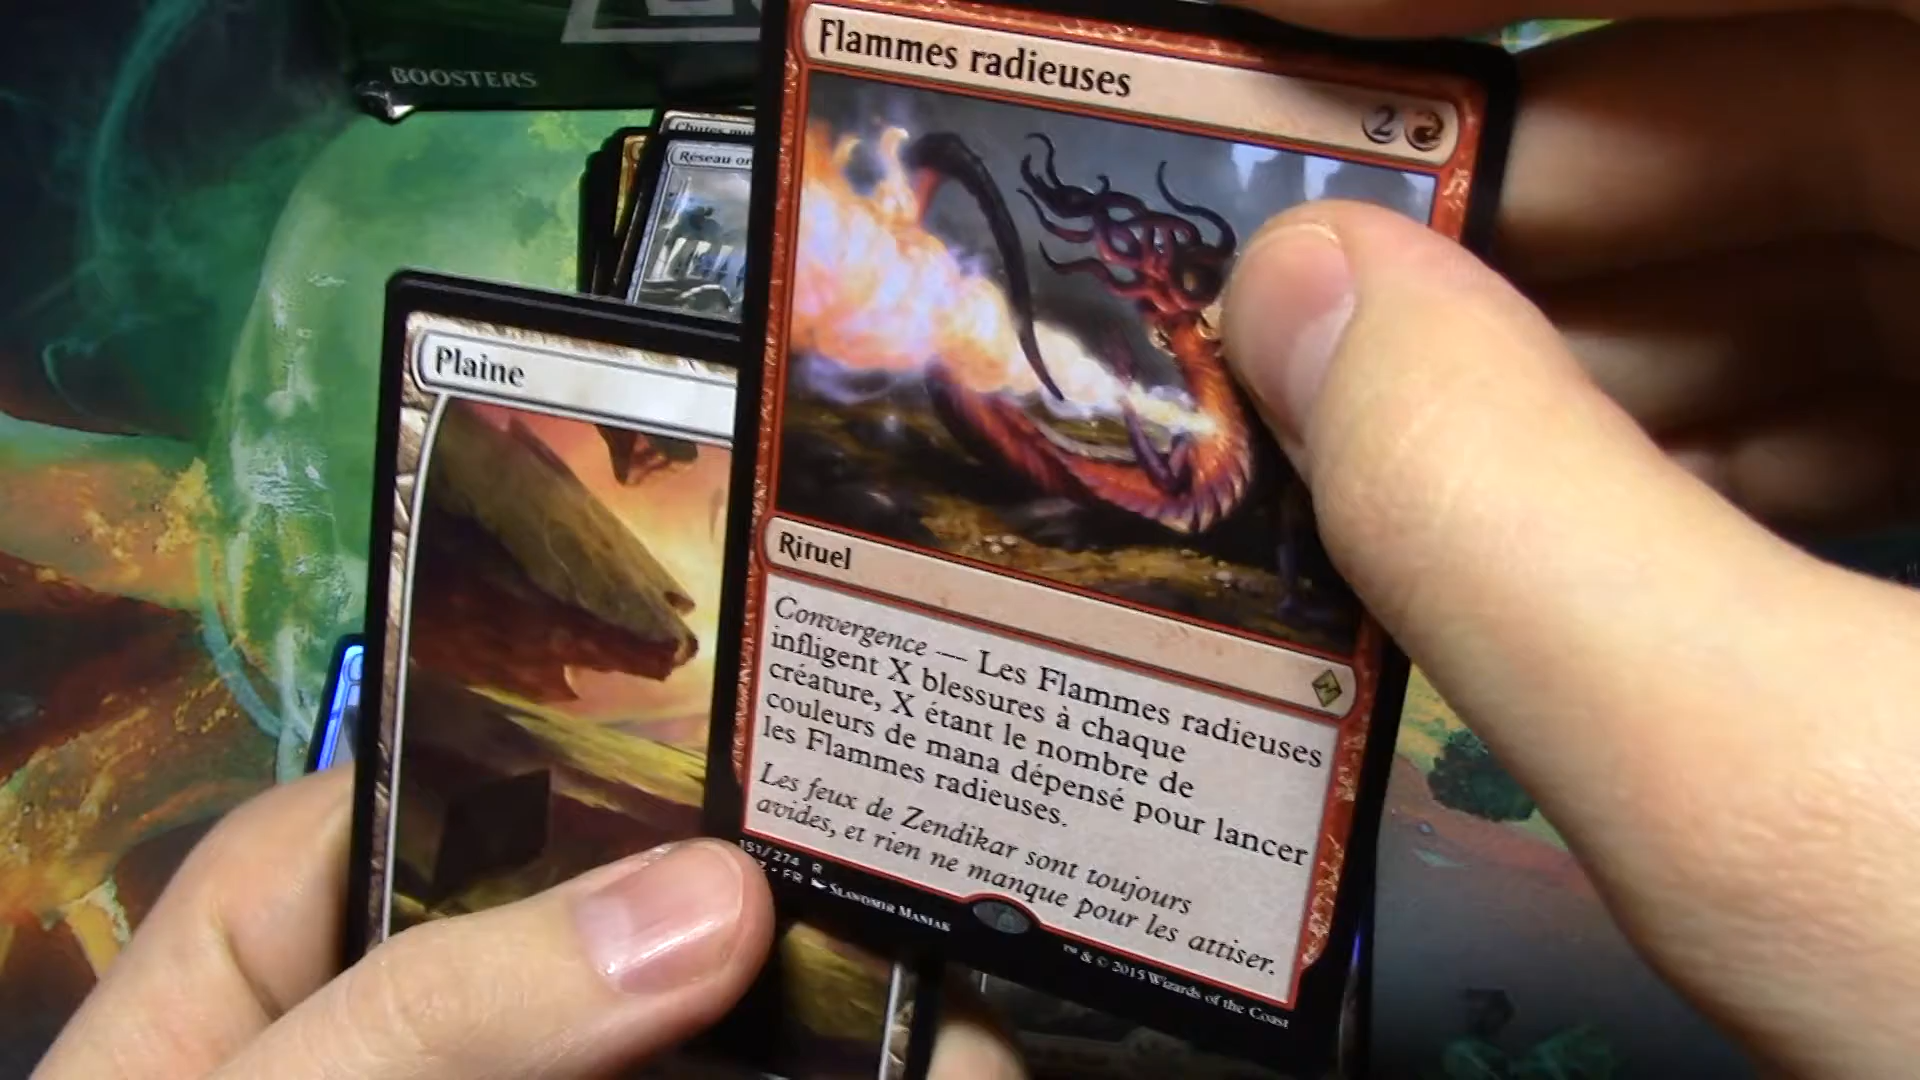 BOOSTERS
Réseau
Plaine
Flammes radieuses
2
Rituel
Convergence — Les Flammes radieuses
infligent X blessures à chaque
créature, X étant le nombre de
couleurs de mana dépensé pour lancer
les Flammes radieuses.
Les feux de Zendikar sont toujours
avides, et rien ne manque pour les attiser.
151/274 R
FR SLAWOMIR MANIAK
™ & © 2015 Wizards of the Coast